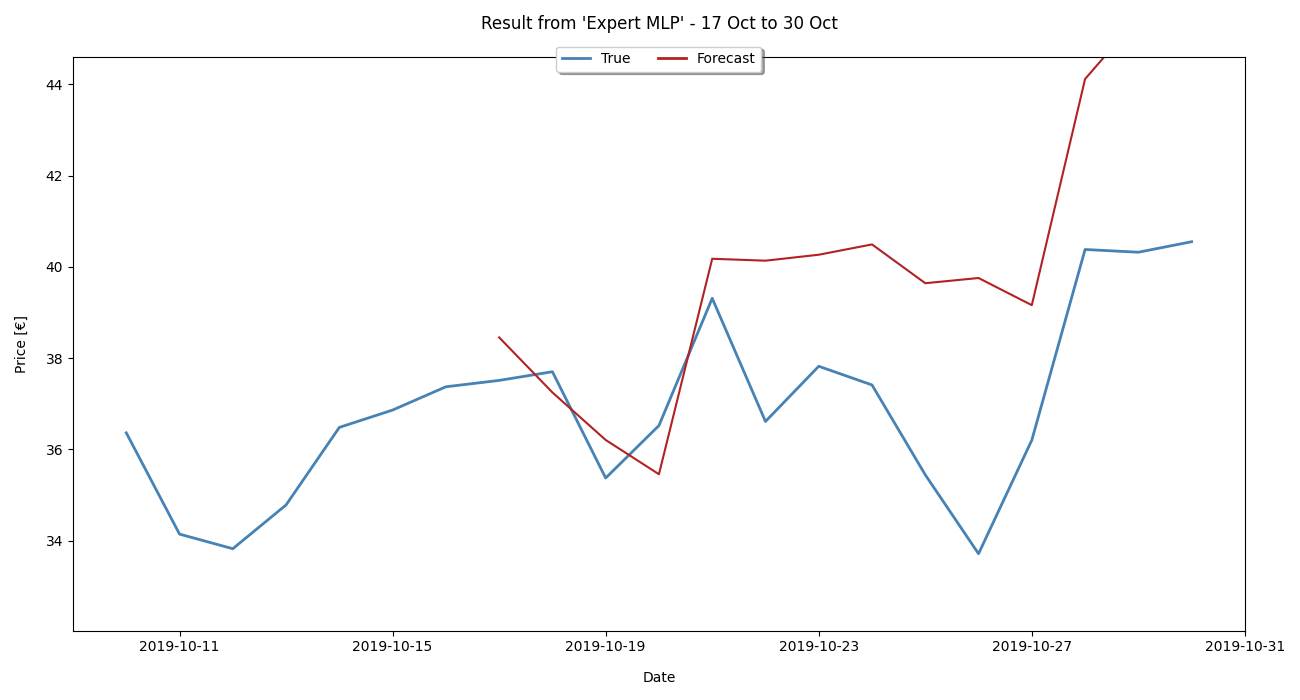 Result from 'Expert MLP' - 17 Oct to 30 Oct
True Forecast
44
42
40
38
36
34
Price [€]
2019-10-11 2019-10-15 2019-10-19 2019-10-23 2019-10-27 2019-10-31
Date